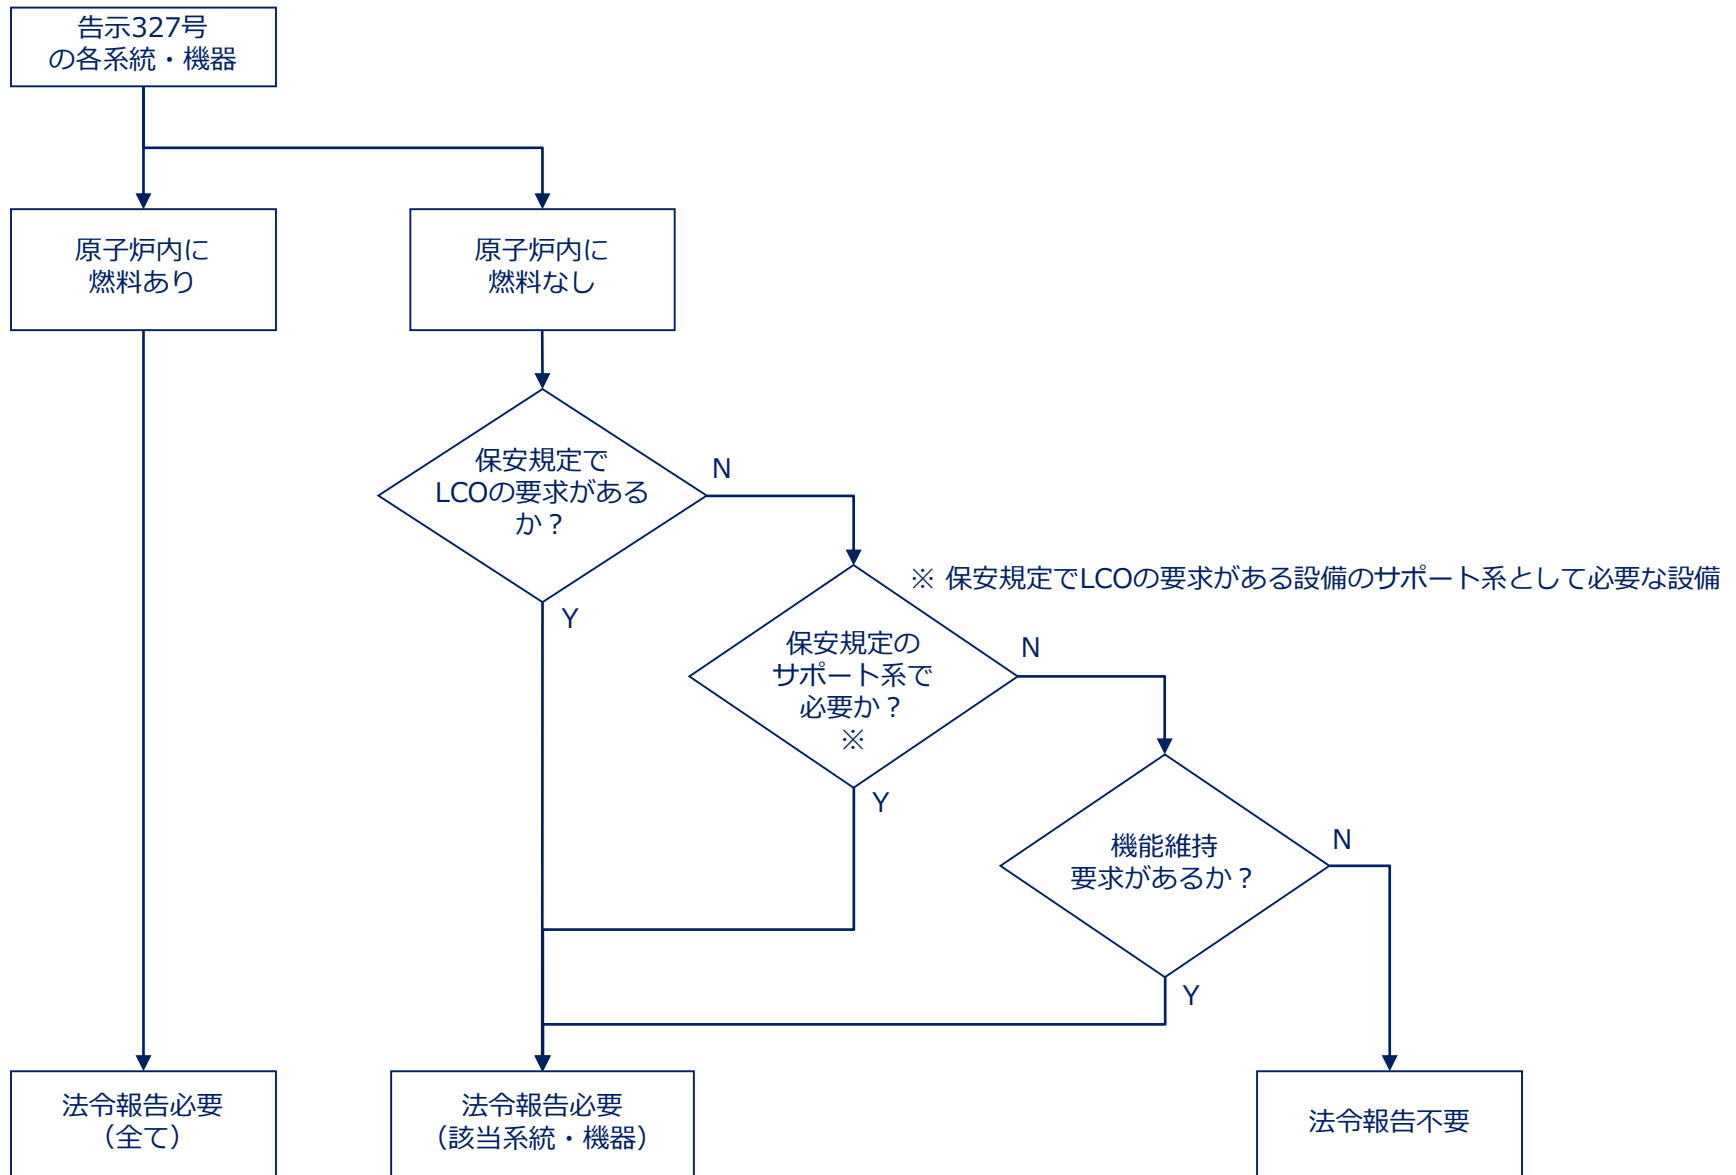 告示327号
の各系統・機器
原子炉内に
燃料あり
原子炉内に
燃料なし
保安規定で
LCOの要求がある
か？
N
Y
※ 保安規定でLCOの要求がある設備のサポート系として必要な設備
保安規定の
サポート系で
必要か？
※
N
Y
機能維持
要求があるか？
N
Y
法令報告必要
（全て）
法令報告必要
（該当系統・機器）
法令報告不要